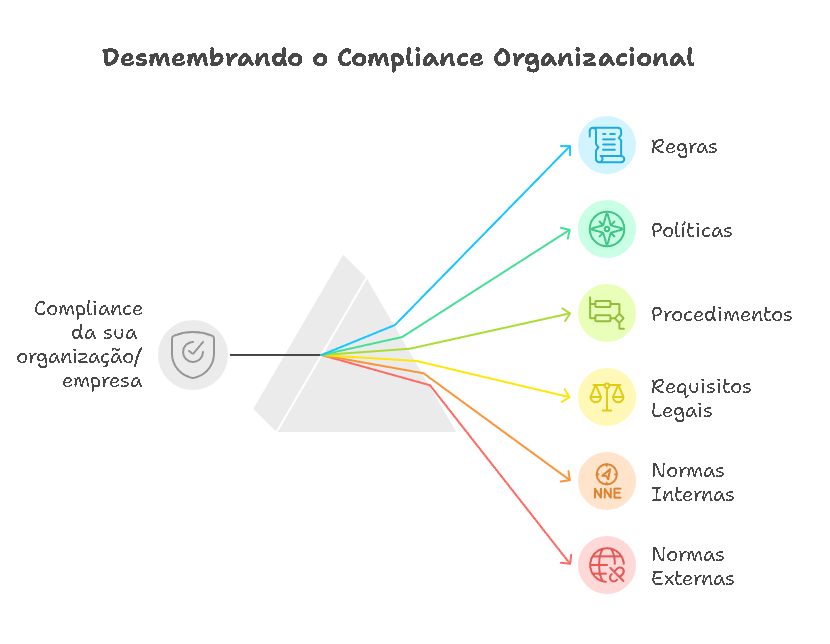 Desmembrando o Compliance Organizacional
Compliance
da sua
organização/
empresa
Regras
Políticas
Procedimentos
Requisitos
Legais
NNE
Normas
Internas
Normas
Externas